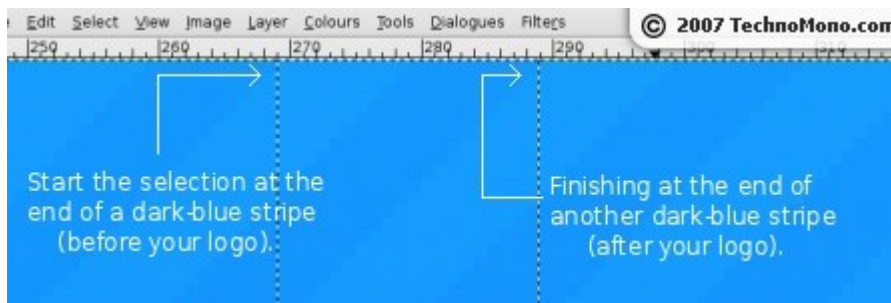 Edit Select View Image Layer Colours Tools Dialogues Filters
© 2007 TechnoMono.com
250 260 270 280 290 300 310
Start the selection at the
end of a dark-blue stripe
(before your logo).
Finishing at the end of
another dark-blue stripe
(after your logo).